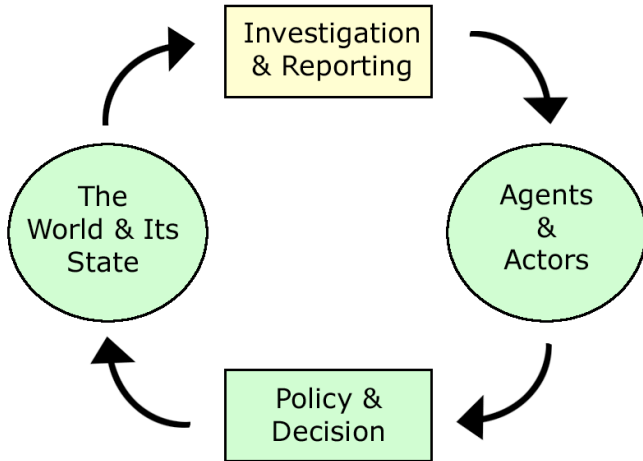 Investigation
& Reporting
The
World & Its
State
Agents
&
Actors
Policy &
Decision